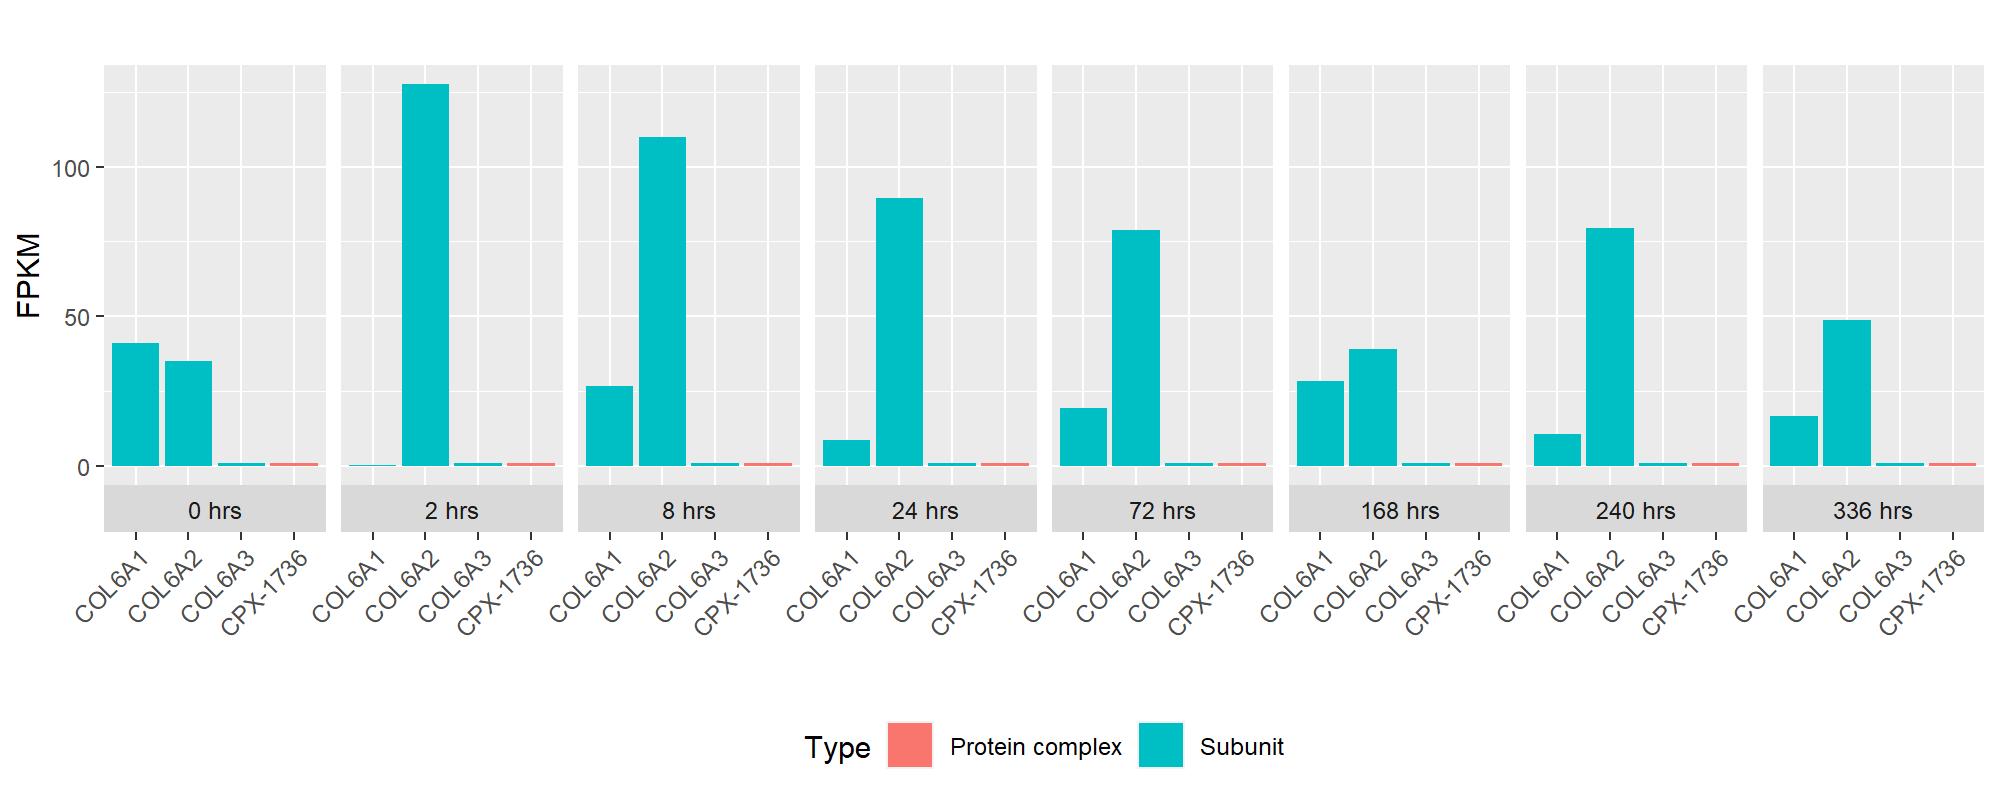 FPKM
100
50
0
0 hrs 2 hrs 8 hrs 24 hrs 72 hrs 168 hrs 240 hrs 336 hrs
COL6A1 COL6A2 COL6A3 CPX-1736 COL6A1 COL6A2 COL6A3 CPX-1736 COL6A1 COL6A2 COL6A3 CPX-1736 COL6A1 COL6A2 COL6A3 CPX-1736 COL6A1 COL6A2 COL6A3 CPX-1736 COL6A1 COL6A2 COL6A3 CPX-1736 COL6A1 COL6A2 COL6A3 CPX-1736 COL6A1 COL6A2 COL6A3 CPX-1736
Type Protein complex Subunit